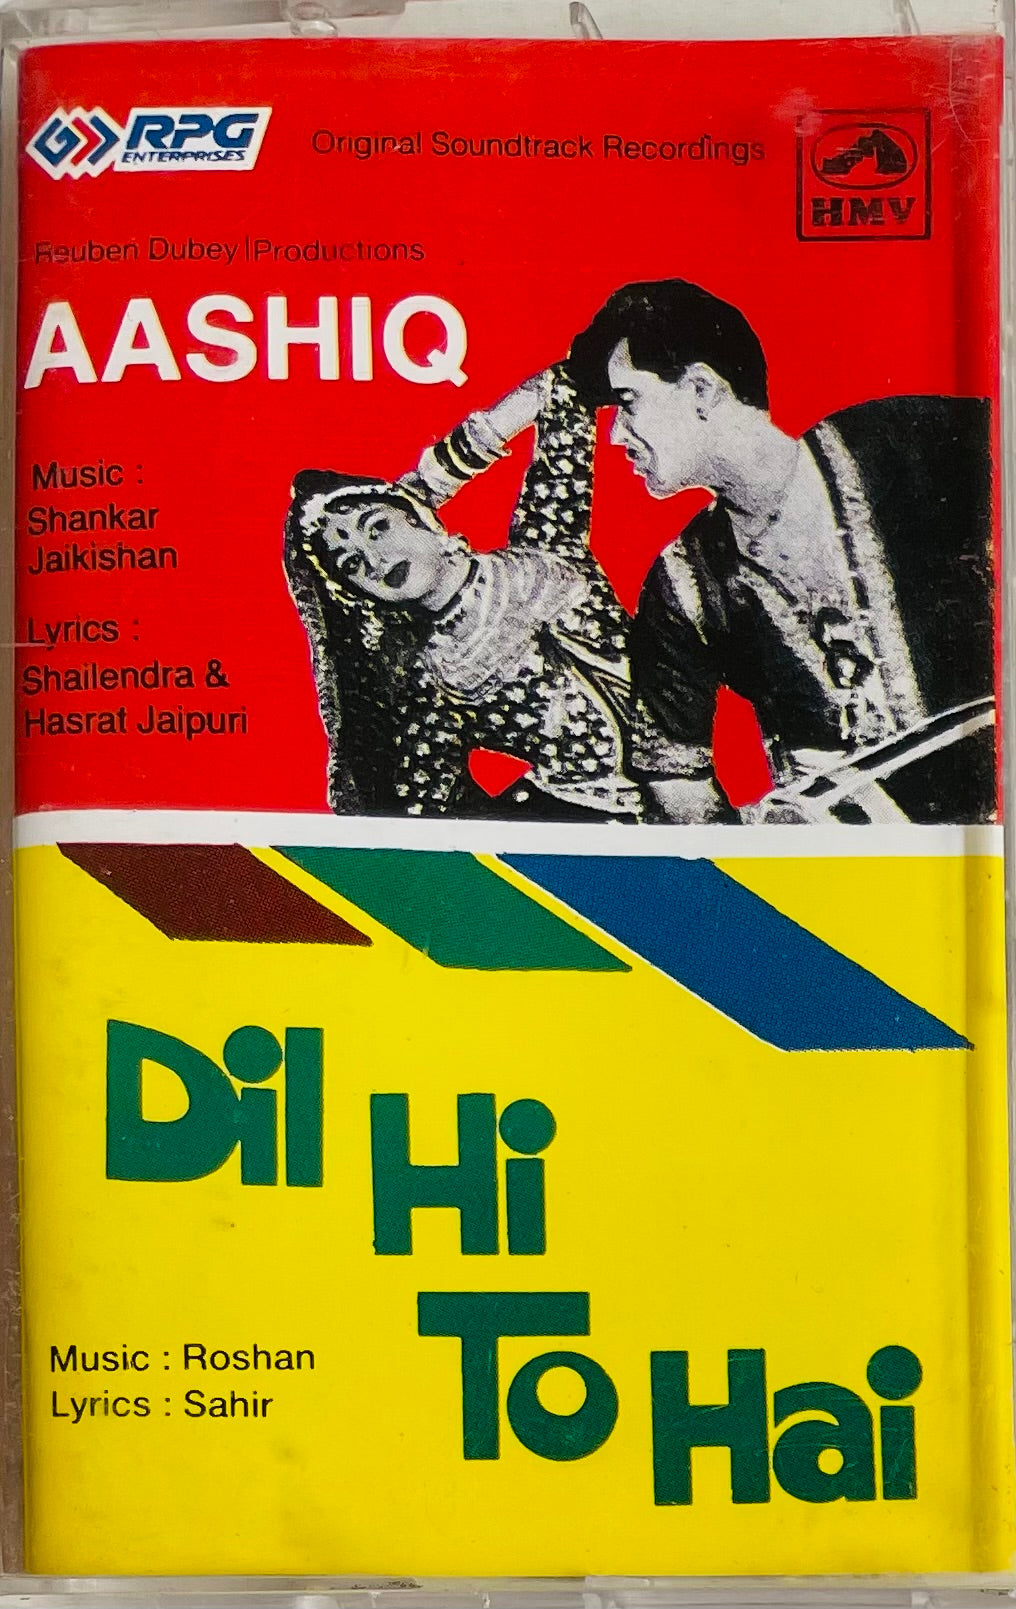 RPG
ENTERPRISES
Original Soundtrack Recordings
HMV
Reuben Dubey Productions
AASHIQ
Music :
Shankar
Jaikishan
Lyrics :
Shailendra &
Hasrat Jaipuri
Dil
Hi
To Hai
Music : Roshan
Lyrics : Sahir